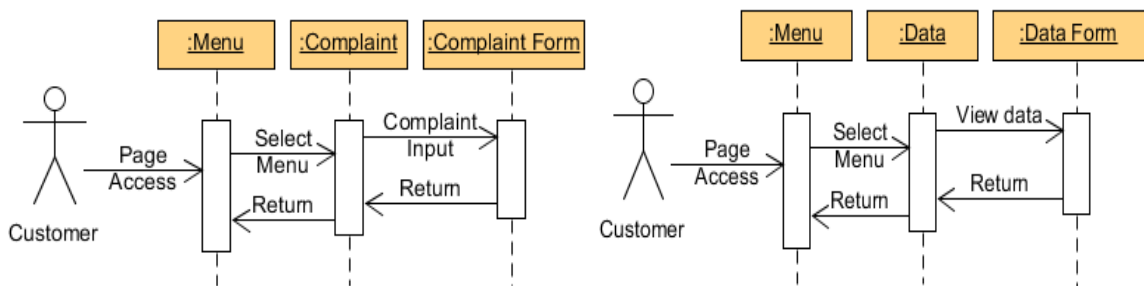 :Menu
:Complaint
:Complaint Form
Page
Access
Select
Menu
Complaint
Input
Return
Return
Customer
:Menu
:Data
:Data Form
Page
Access
Select
Menu
View data
Return
Return
Customer